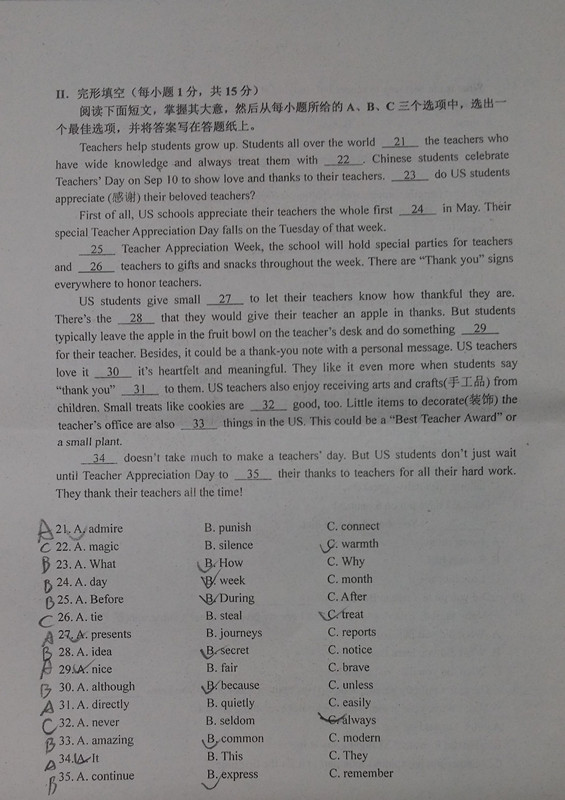 II. 完形填空（每小题 1 分，共 15 分）
阅读下面短文，掌握其大意，然后从每小题所给的 A、B、C 三个选项中，选出一
个最佳选项，并将答案写在答题纸上。
Teachers help students grow up. Students all over the world 21 the teachers who
have wide knowledge and always treat them with 22 . Chinese students celebrate
Teachers' Day on Sep 10 to show love and thanks to their teachers. 23 do US students
appreciate (感谢) their beloved teachers?
First of all, US schools appreciate their teachers the whole first 24 in May. Their
special Teacher Appreciation Day falls on the Tuesday of that week.
25 Teacher Appreciation Week, the school will hold special parties for teachers
and 26 teachers to gifts and snacks throughout the week. There are "Thank you" signs
everywhere to honor teachers.
US students give small 27 to let their teachers know how thankful they are.
There's the 28 that they would give their teacher an apple in thanks. But students
typically leave the apple in the fruit bowl on the teacher's desk and do something 29
for their teacher. Besides, it could be a thank-you note with a personal message. US teachers
love it 30 it's heartfelt and meaningful. They like it even more when students say
"thank you" 31 to them. US teachers also enjoy receiving arts and crafts(手工品) from
children. Small treats like cookies are 32 good, too. Little items to decorate(装饰) the
teacher's office are also 33 things in the US. This could be a "Best Teacher Award" or
a small plant.
34 doesn't take much to make a teachers' day. But US students don't just wait
until Teacher Appreciation Day to 35 their thanks to teachers for all their hard work.
They thank their teachers all the time!
A 21. A. admire B. punish C. connect
C 22. A. magic B. silence C. warmth
B 23. A. What B. How C. Why
B 24. A. day B. week C. month
B 25. A. Before B. During C. After
C 26. A. tie B. steal C. treat
A 27. A. presents B. journeys C. reports
B 28. A. idea B. secret C. notice
A 29. A. nice B. fair C. brave
B 30. A. although B. because C. unless
A 31. A. directly B. quietly C. easily
C 32. A. never B. seldom C. always
B 33. A. amazing B. common C. modern
A 34. A. It B. This C. They
B 35. A. continue B. express C. remember